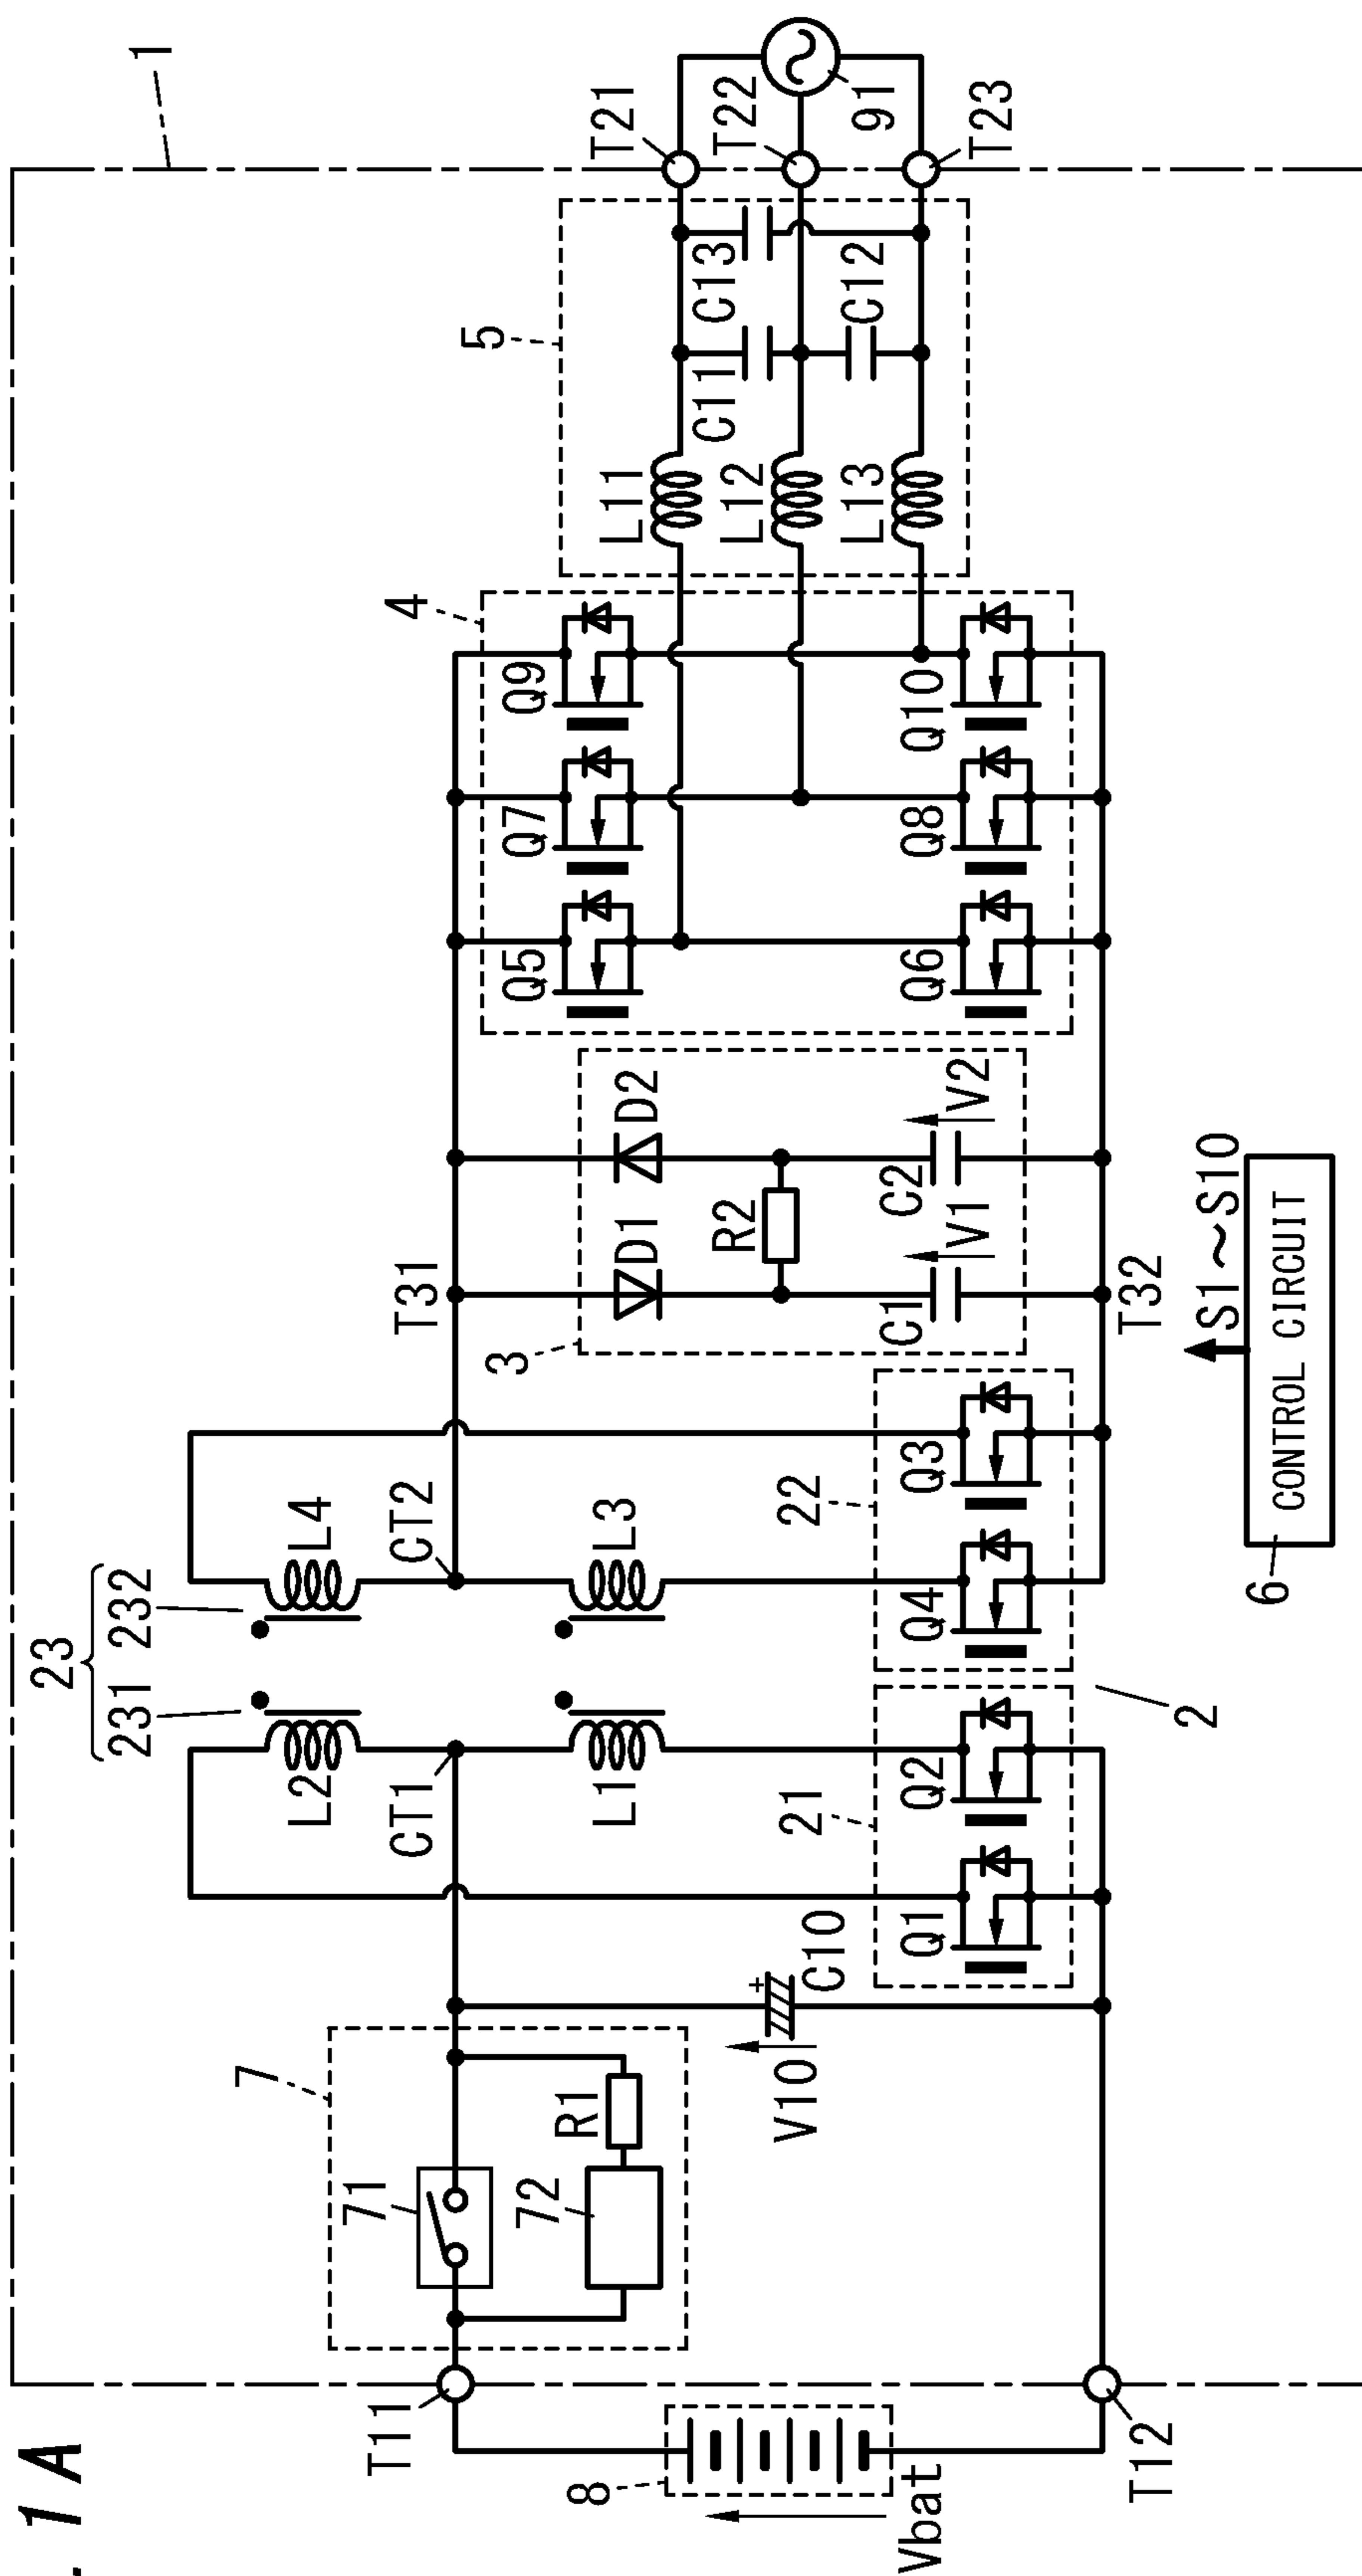 . 1 A
1
23
231 232
L2
L4
CT1
CT2
L1
L3
7
71
72
R1
T11
T12
8
Vbat
V10
C10
+
21
22
Q1
Q2
Q4
Q3
2
T31
T32
3
D1
D2
R2
C1
V1
C2
V2
4
Q5
Q7
Q9
Q6
Q8
Q10
5
L11
L12
L13
C11
C13
C12
T21
T22
T23
91
S1~S10
6
CONTROL CIRCUIT